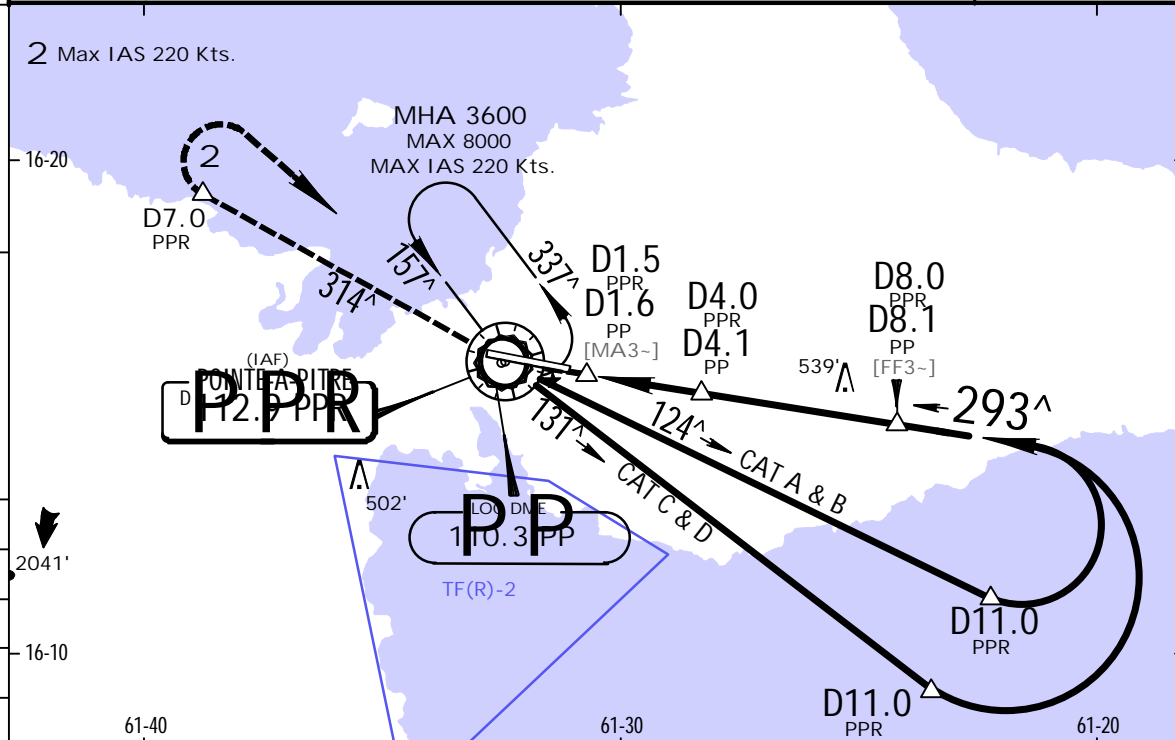 2 Max IAS 220 Kts.
MHA 3600
MAX 8000
MAX IAS 220 Kts.
16-20
2
D7.0
PPR
314^
157^
337^
D1.5
PPR
D1.6
PP
[MA3~]
D4.0
PPR
D4.1
PP
D8.0
PPR
D8.1
PP
[FF3~]
539'
293^
(IAF)
POINTE-A-PITRE
D 112.9 PPR
P P R
131^
124^
CAT A & B
CAT C & D
502'
LOC DME
110.3 PP
P P
TF(R)-2
2041'
D11.0
PPR
D11.0
PPR
16-10
61-40
61-30
61-20